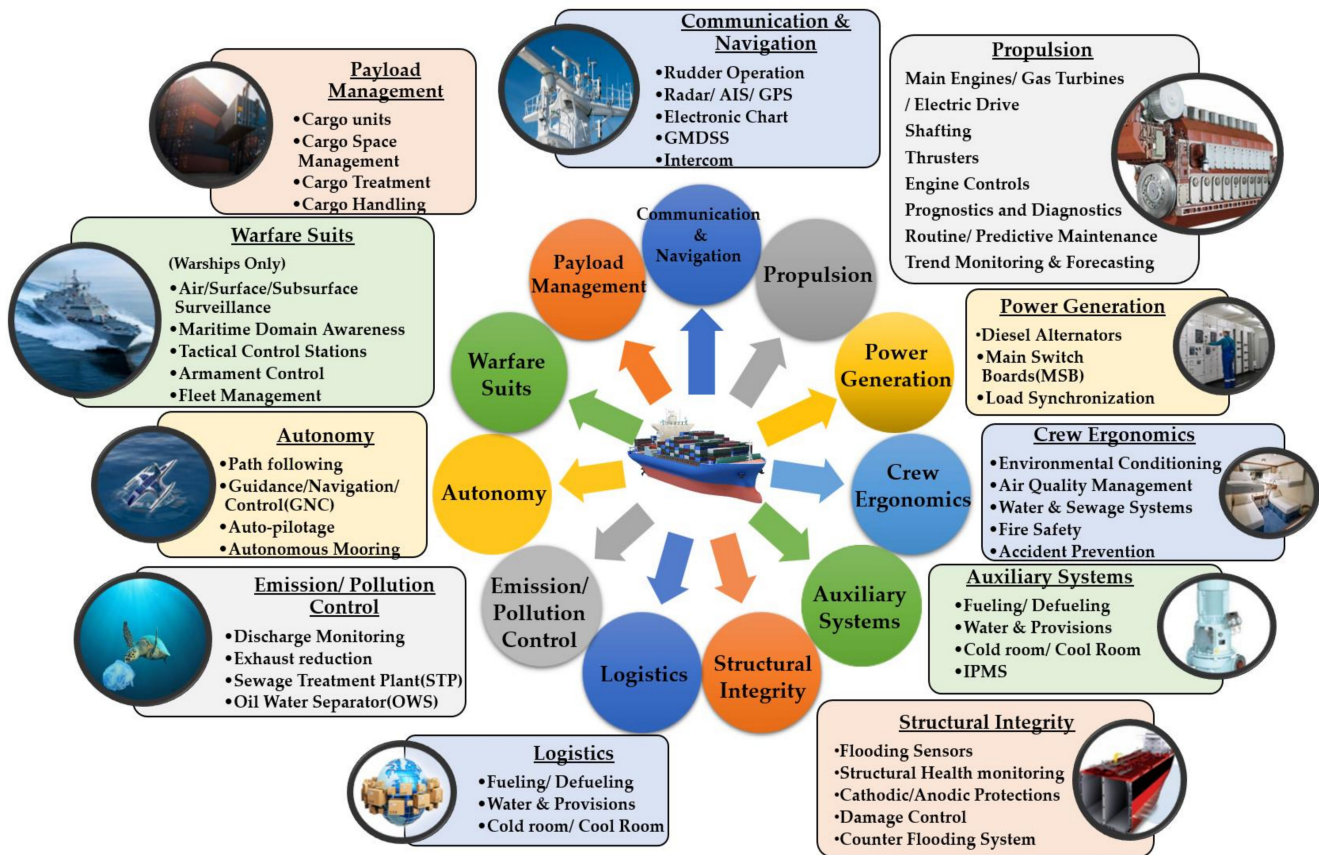 Communication &
Navigation
•Rudder Operation
•Radar/ AIS/ GPS
•Electronic Chart
•GMDSS
•Intercom
Propulsion
Main Engines/ Gas Turbines
/ Electric Drive
Shafting
Thrusters
Engine Controls
Prognostics and Diagnostics
Routine/ Predictive Maintenance
Trend Monitoring & Forecasting
Payload
Management
•Cargo units
•Cargo Space
Management
•Cargo Treatment
•Cargo Handling
Warfare Suits
(Warships Only)
•Air/Surface/Subsurface
Surveillance
•Maritime Domain Awareness
•Tactical Control Stations
•Armament Control
•Fleet Management
Communication
&
Navigation
Payload
Management
Propulsion
Warfare
Suits
Power
Generation
Autonomy
Crew
Ergonomics
Emission/
Pollution
Control
Auxiliary
Systems
Logistics
Structural
Integrity
Power Generation
•Diesel Alternators
•Main Switch
Boards(MSB)
•Load Synchronization
Autonomy
•Path following
•Guidance/Navigation/
Control(GNC)
•Auto-pilotage
•Autonomous Mooring
Crew Ergonomics
•Environmental Conditioning
•Air Quality Management
•Water & Sewage Systems
•Fire Safety
•Accident Prevention
Emission/ Pollution
Control
•Discharge Monitoring
•Exhaust reduction
•Sewage Treatment Plant(STP)
•Oil Water Separator(OWS)
Auxiliary Systems
•Fueling/ Defueling
•Water & Provisions
•Cold room/ Cool Room
•IPMS
Logistics
•Fueling/ Defueling
•Water & Provisions
•Cold room/ Cool Room
Structural Integrity
•Flooding Sensors
•Structural Health monitoring
•Cathodic/Anodic Protections
•Damage Control
•Counter Flooding System